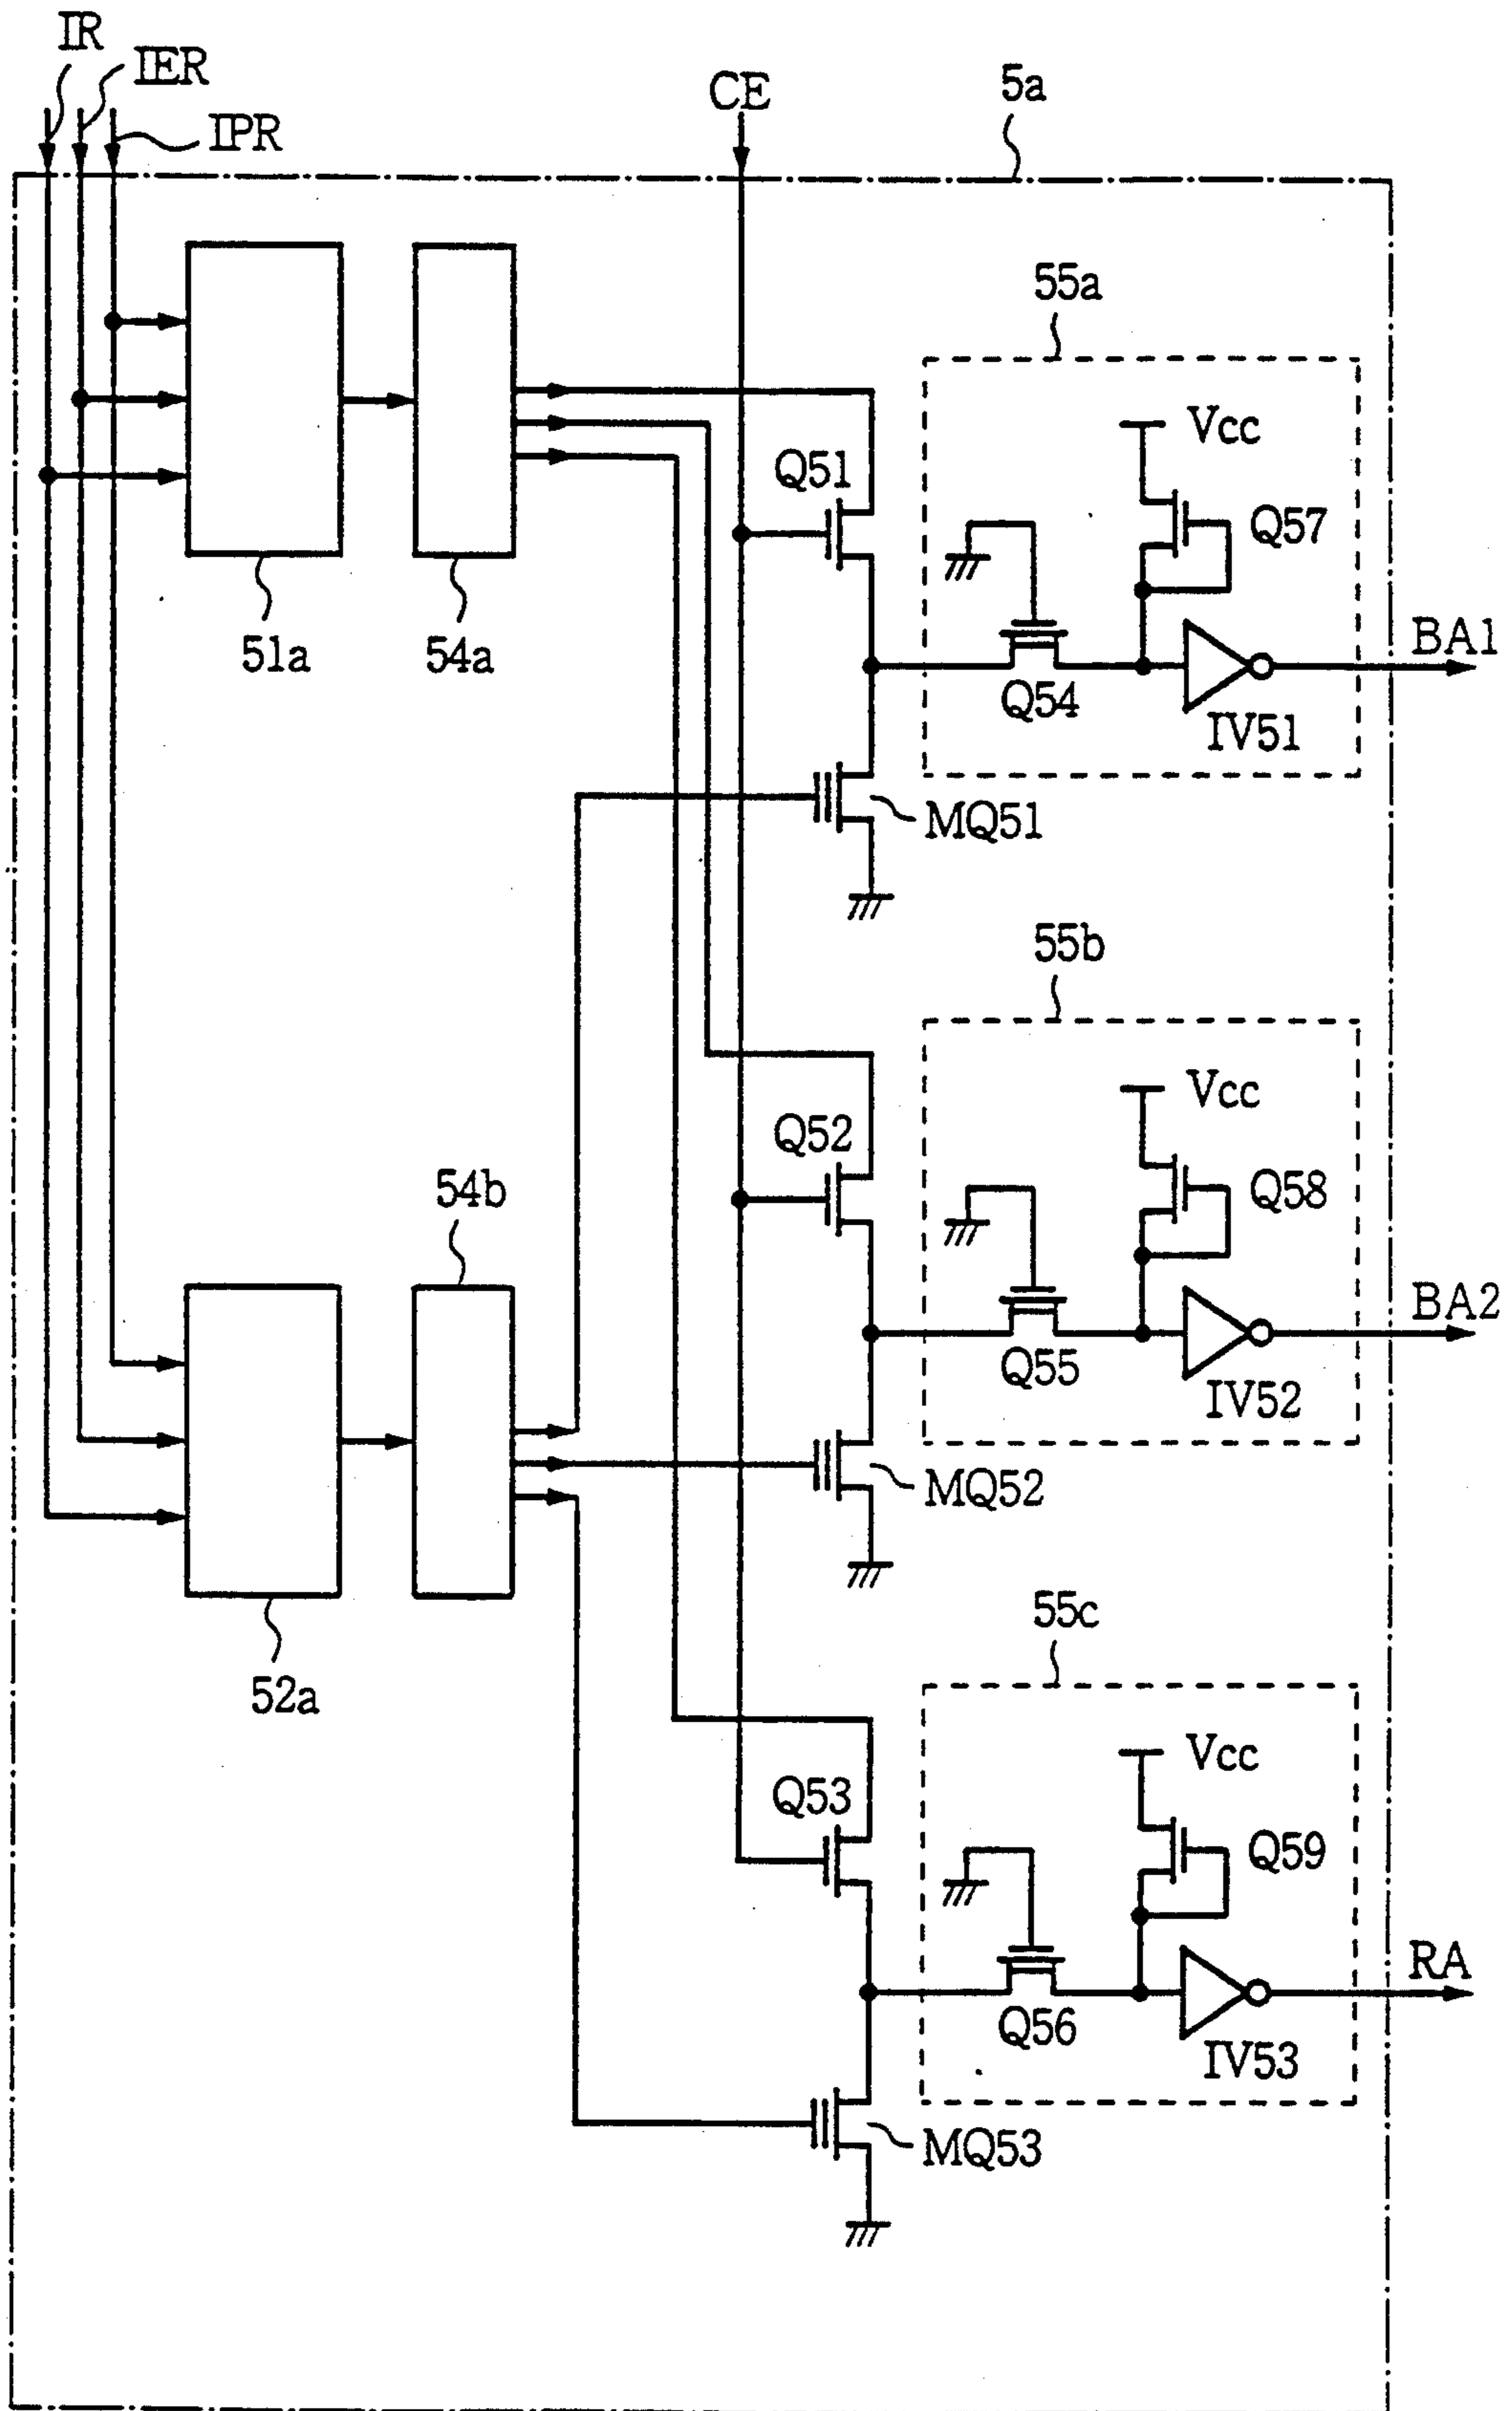 IR
IER
IPR
CE
5a
55a
Vcc
Q51
Q57
51a
54a
BA1
Q54
IV51
MQ51
55b
Vcc
Q52
54b
Q58
BA2
Q55
IV52
MQ52
55c
52a
Vcc
Q53
Q59
RA
Q56
IV53
MQ53